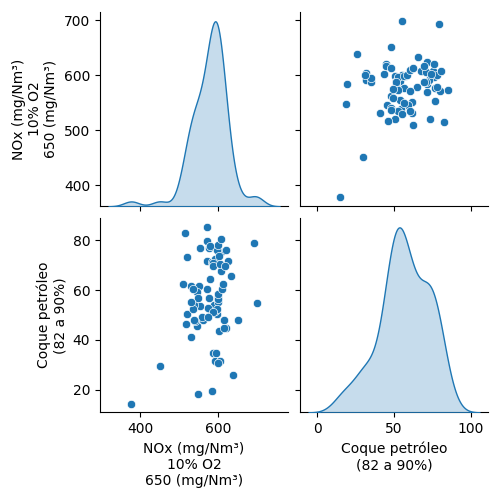 700
600
500
400
NOx (mg/Nm³)
10% O2
650 (mg/Nm³)
80
60
40
20
Coque petróleo
(82 a 90%)
400 600
0 50 100
NOx (mg/Nm³)
10% O2
650 (mg/Nm³)
Coque petróleo
(82 a 90%)